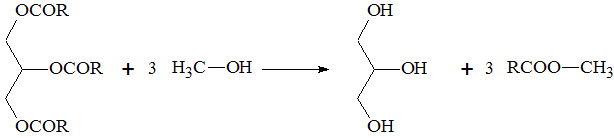 OCOR
OCOR
OCOR
+ 3 H3C—OH
OH
OH
OH
+ 3 RCOO—CH3